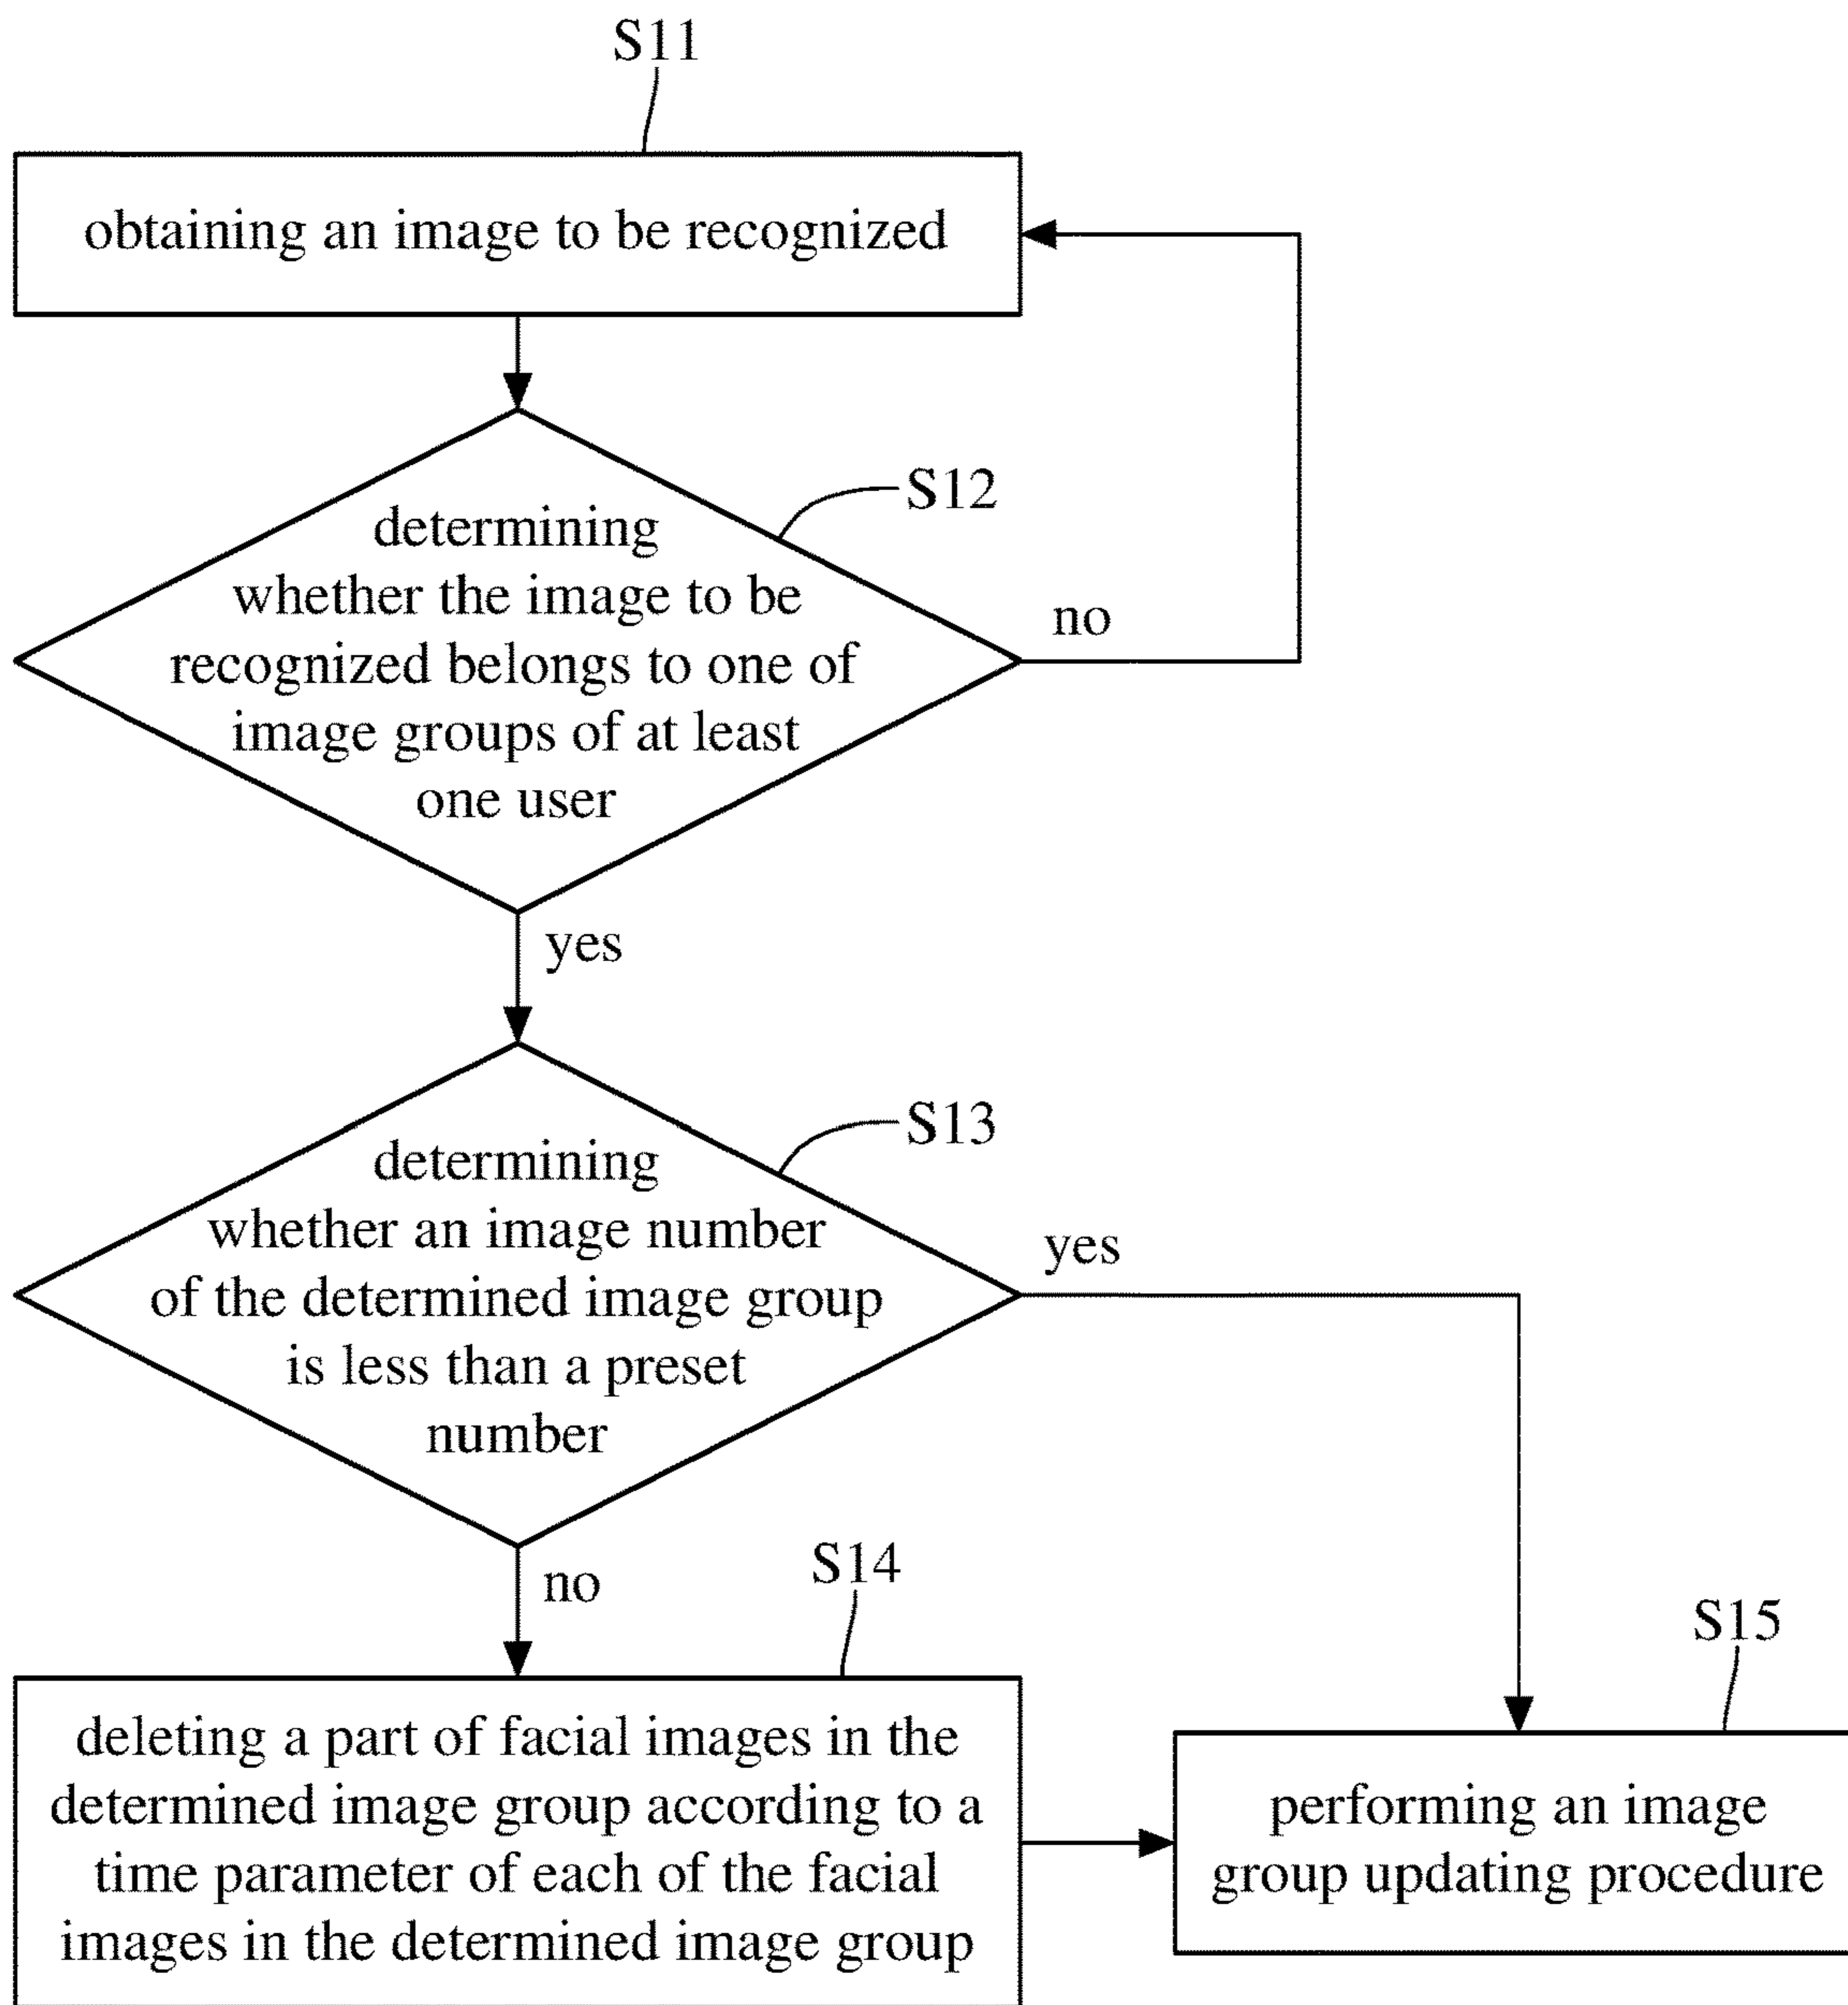 S11
obtaining an image to be recognized
S12
determining
whether the image to be
recognized belongs to one of
image groups of at least
one user
no
yes
S13
determining
whether an image number
of the determined image group
is less than a preset
number
yes
no
S14
deleting a part of facial images in the
determined image group according to a
time parameter of each of the facial
images in the determined image group
S15
performing an image
group updating procedure